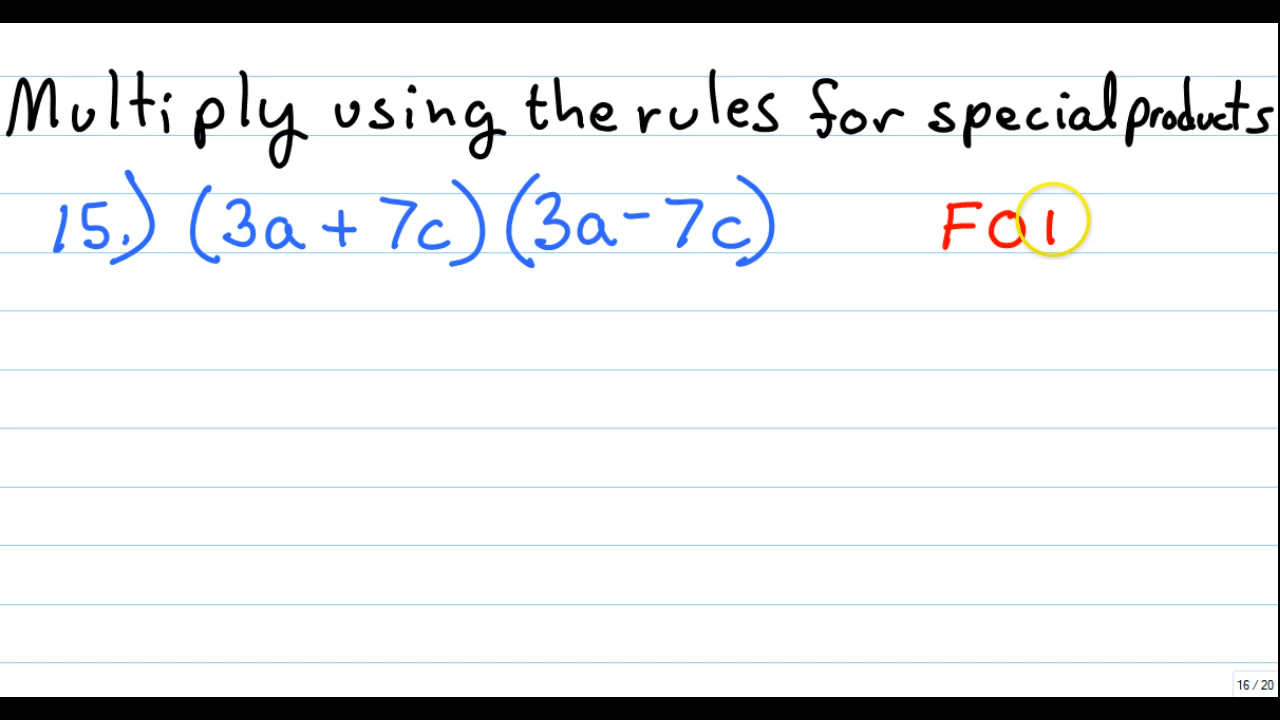 Multiply using the rules for special products
15.) (3a + 7c)(3a - 7c) FOI
16 / 20